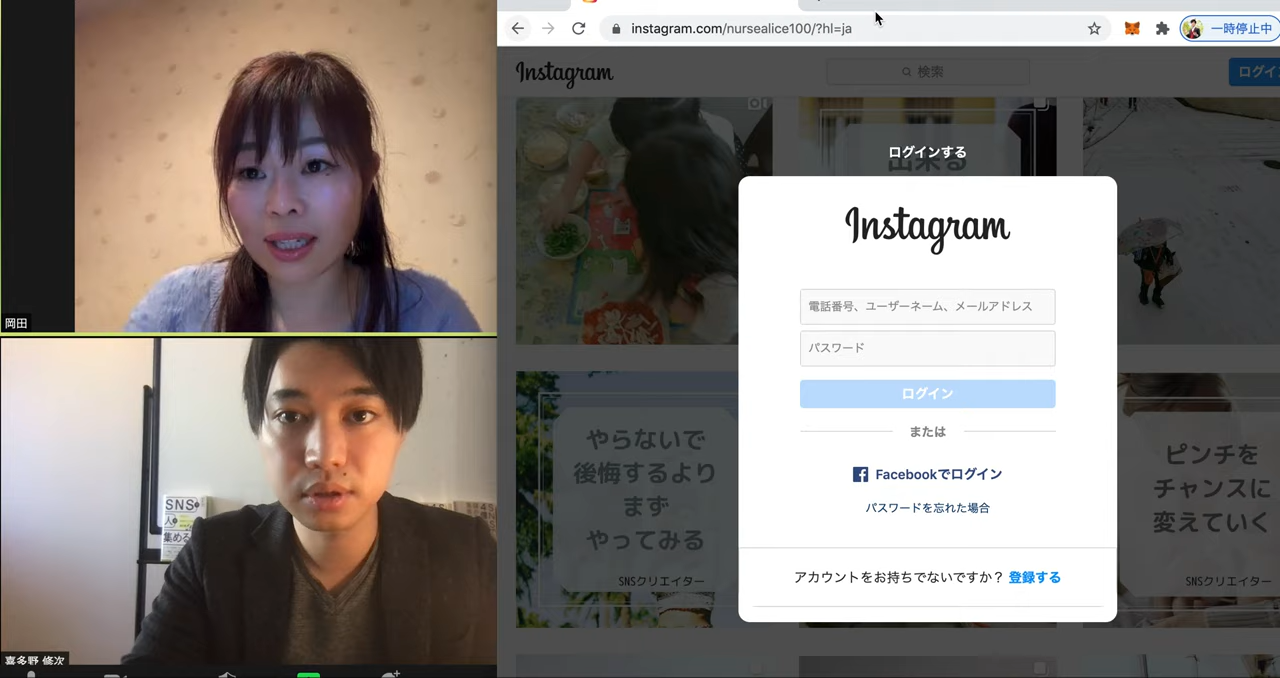 instagram.com/nursealice100/?hl=ja
一時停止中
Instagram
検索
ログイン
出来る
ログインする
Instagram
電話番号、ユーザーネーム、メールアドレス
パスワード
ログイン
または
Facebookでログイン
パスワードを忘れた場合
アカウントをお持ちでないですか？ 登録する
やらないで
後悔するより
まず
やってみる
SNSクリエイター
ピンチを
チャンスに
変えていく
SNSクリエイター
岡田
SNS
人
集める
喜多野 修次